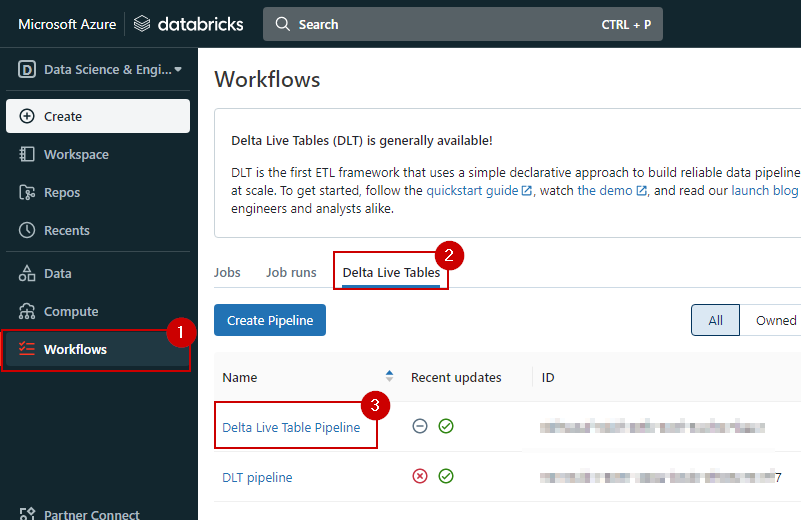 Microsoft Azure databricks Search CTRL + P
D Data Science & Engi...
Create
Workspace
Repos
Recents
Data
Compute
1
Workflows
Partner Connect
Workflows
Delta Live Tables (DLT) is generally available!
DLT is the first ETL framework that uses a simple declarative approach to build reliable data pipeline
at scale. To get started, follow the quickstart guide, watch the demo, and read our launch blog
engineers and analysts alike.
2
Jobs Job runs Delta Live Tables
Create Pipeline All Owned
Name Recent updates ID
3
Delta Live Table Pipeline
DLT pipeline 7